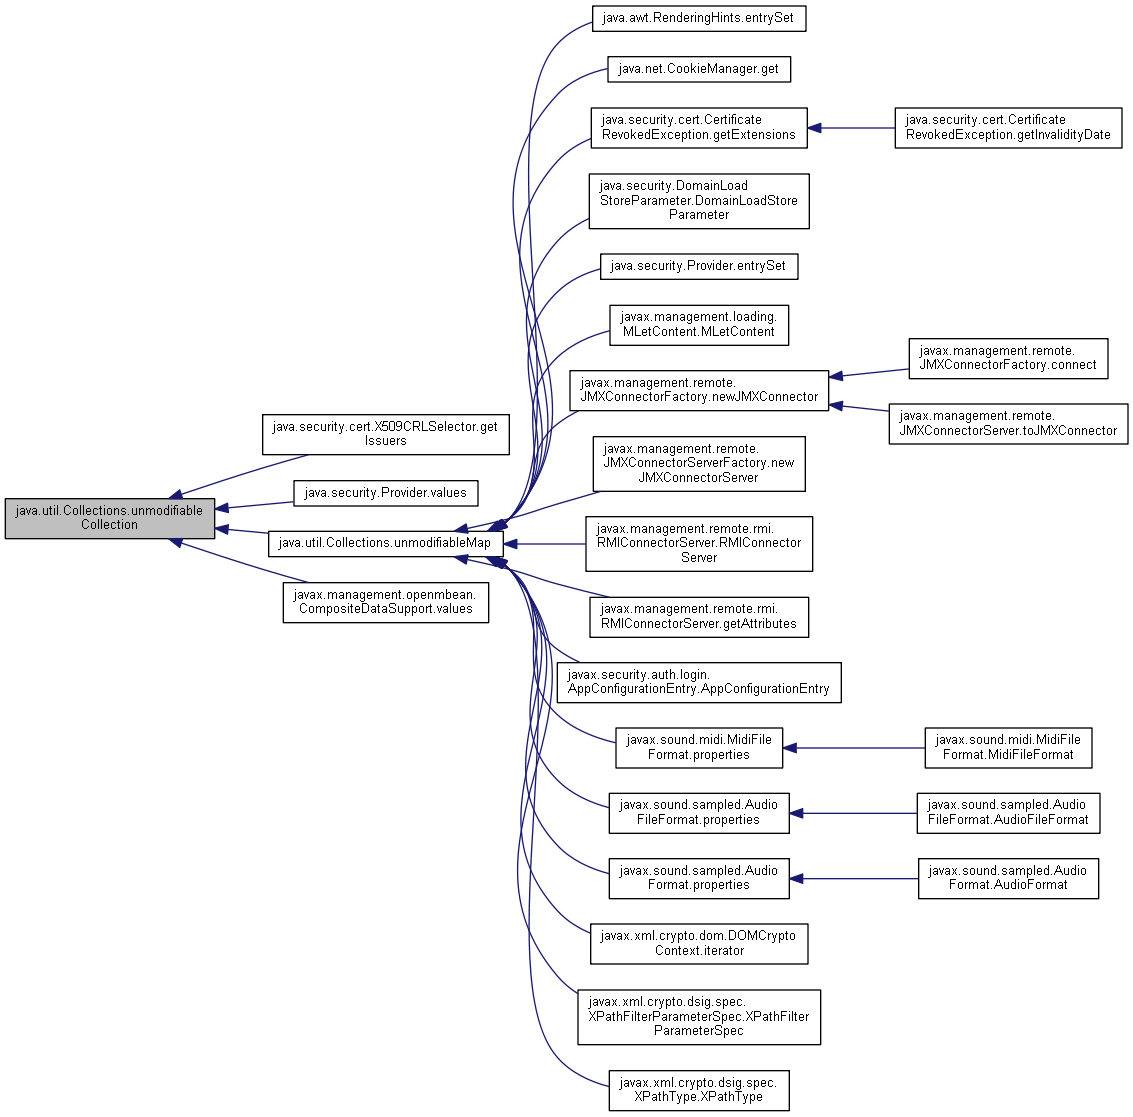 java.awt.RenderingHints.entrySet
java.net.CookieManager.get
java.security.cert.Certificate
RevokedException.getExtensions
java.security.cert.Certificate
RevokedException.getInvalidityDate
java.security.DomainLoad
StoreParameter.DomainLoadStore
Parameter
java.security.Provider.entrySet
javax.management.loading.
MLetContent.MLetContent
javax.management.remote.
JMXConnectorFactory.newJMXConnector
javax.management.remote.
JMXConnectorFactory.connect
javax.management.remote.
JMXConnectorServer.toJMXConnector
java.security.cert.X509CRLSelector.get
Issuers
javax.management.remote.
JMXConnectorServerFactory.new
JMXConnectorServer
java.security.Provider.values
java.util.Collections.unmodifiable
Collection
java.util.Collections.unmodifiableMap
javax.management.remote.rmi.
RMIConnectorServer.RMIConnector
Server
javax.management.openmbean.
CompositeDataSupport.values
javax.management.remote.rmi.
RMIConnectorServer.getAttributes
javax.security.auth.login.
AppConfigurationEntry.AppConfigurationEntry
javax.sound.midi.MidiFile
Format.properties
javax.sound.midi.MidiFile
Format.MidiFileFormat
javax.sound.sampled.Audio
FileFormat.properties
javax.sound.sampled.Audio
FileFormat.AudioFileFormat
javax.sound.sampled.Audio
Format.properties
javax.sound.sampled.Audio
Format.AudioFormat
javax.xml.crypto.dom.DOMCrypto
Context.iterator
javax.xml.crypto.dsig.spec.
XPathFilterParameterSpec.XPathFilter
ParameterSpec
javax.xml.crypto.dsig.spec.
XPathType.XPathType